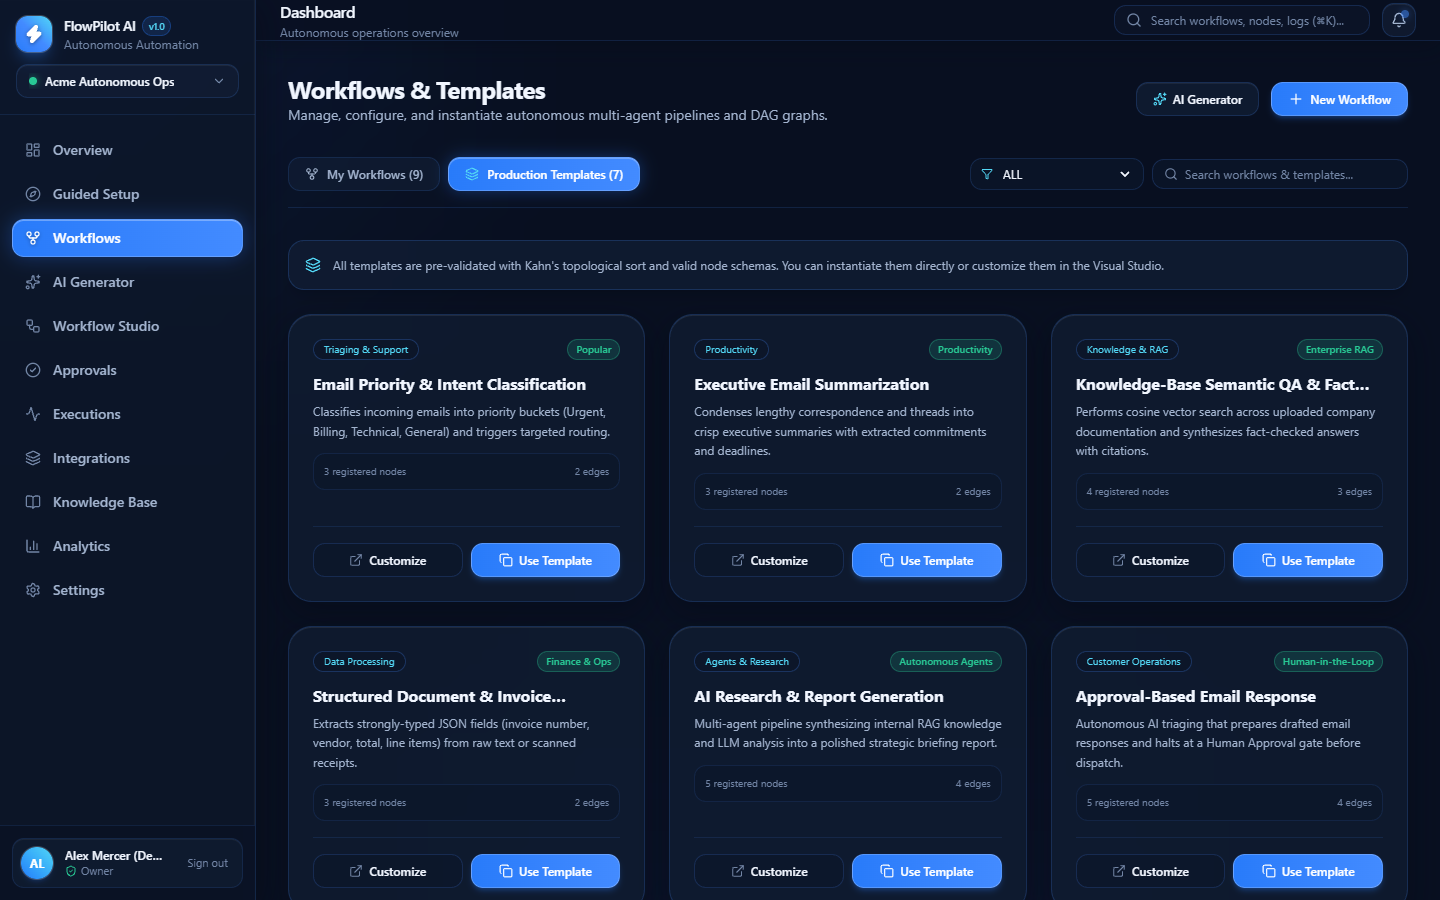 FlowPilot AI v1.0
Autonomous Automation
Acme Autonomous Ops
Overview
Guided Setup
Workflows
AI Generator
Workflow Studio
Approvals
Executions
Integrations
Knowledge Base
Analytics
Settings
AL
Alex Mercer (De...
Owner
Sign out
Dashboard
Autonomous operations overview
Search workflows, nodes, logs (⌘K)...
Workflows & Templates
Manage, configure, and instantiate autonomous multi-agent pipelines and DAG graphs.
AI Generator
New Workflow
My Workflows (9)
Production Templates (7)
ALL
Search workflows & templates...
All templates are pre-validated with Kahn's topological sort and valid node schemas. You can instantiate them directly or customize them in the Visual Studio.
Triaging & Support
Popular
Email Priority & Intent Classification
Classifies incoming emails into priority buckets (Urgent,
Billing, Technical, General) and triggers targeted routing.
3 registered nodes
2 edges
Customize
Use Template
Productivity
Productivity
Executive Email Summarization
Condenses lengthy correspondence and threads into
crisp executive summaries with extracted commitments
and deadlines.
3 registered nodes
2 edges
Customize
Use Template
Knowledge & RAG
Enterprise RAG
Knowledge-Base Semantic QA & Fact...
Performs cosine vector search across uploaded company
documentation and synthesizes fact-checked answers
with citations.
4 registered nodes
3 edges
Customize
Use Template
Data Processing
Finance & Ops
Structured Document & Invoice...
Extracts strongly-typed JSON fields (invoice number,
vendor, total, line items) from raw text or scanned
receipts.
3 registered nodes
2 edges
Customize
Use Template
Agents & Research
Autonomous Agents
AI Research & Report Generation
Multi-agent pipeline synthesizing internal RAG knowledge
and LLM analysis into a polished strategic briefing report.
5 registered nodes
4 edges
Customize
Use Template
Customer Operations
Human-in-the-Loop
Approval-Based Email Response
Autonomous AI triaging that prepares drafted email
responses and halts at a Human Approval gate before
dispatch.
5 registered nodes
4 edges
Customize
Use Template